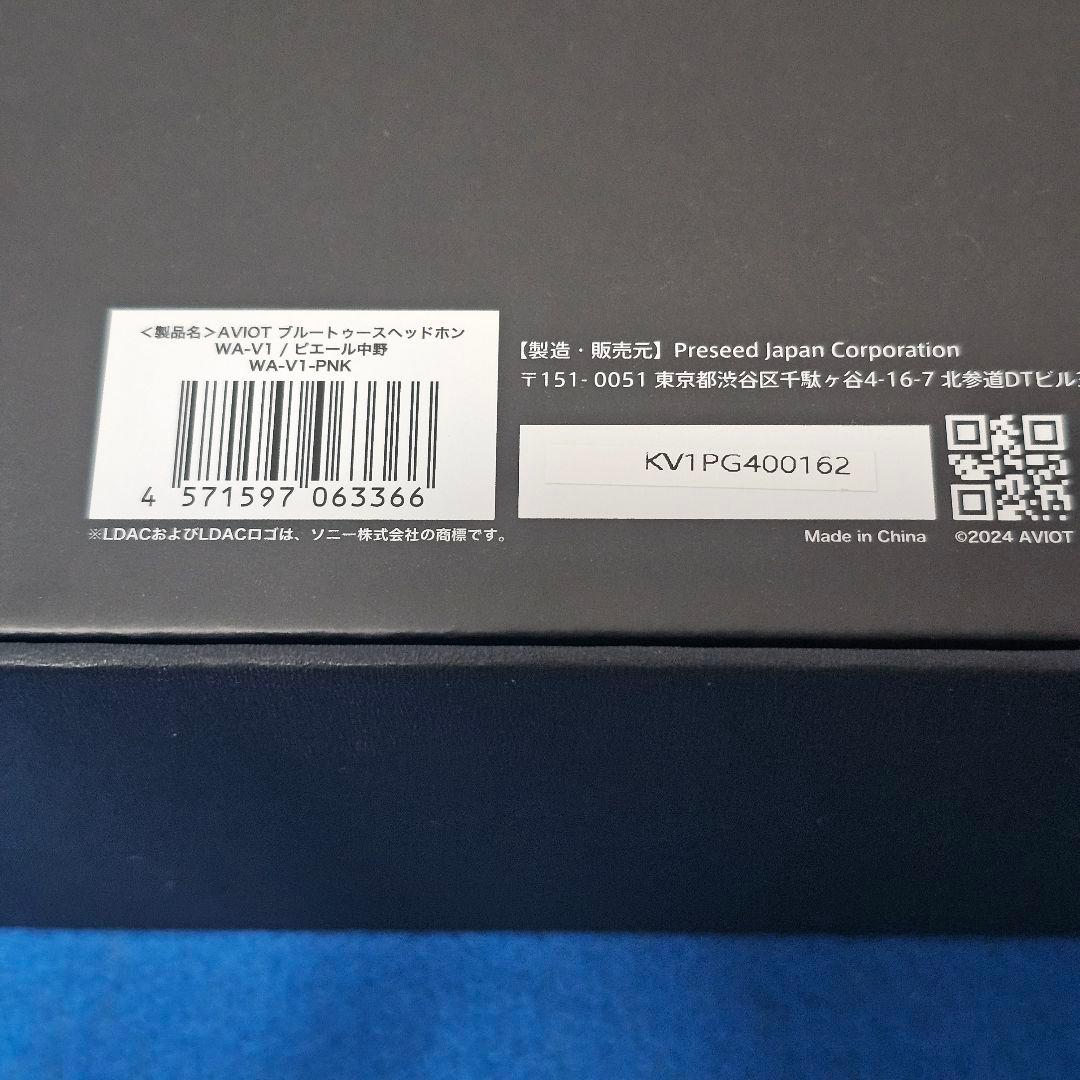 ＜製品名＞AVIOT ブルートゥースヘッドホン
WA-V1 / ピエール中野
WA-V1-PNK
4 571597 063366
※LDACおよびLDACロゴは、ソニー株式会社の商標です。
【製造・販売元】Preseed Japan Corporation
〒151- 0051 東京都渋谷区千駄ヶ谷4-16-7 北参道DTビル
KV1PG400162
Made in China
©2024 AVIOT